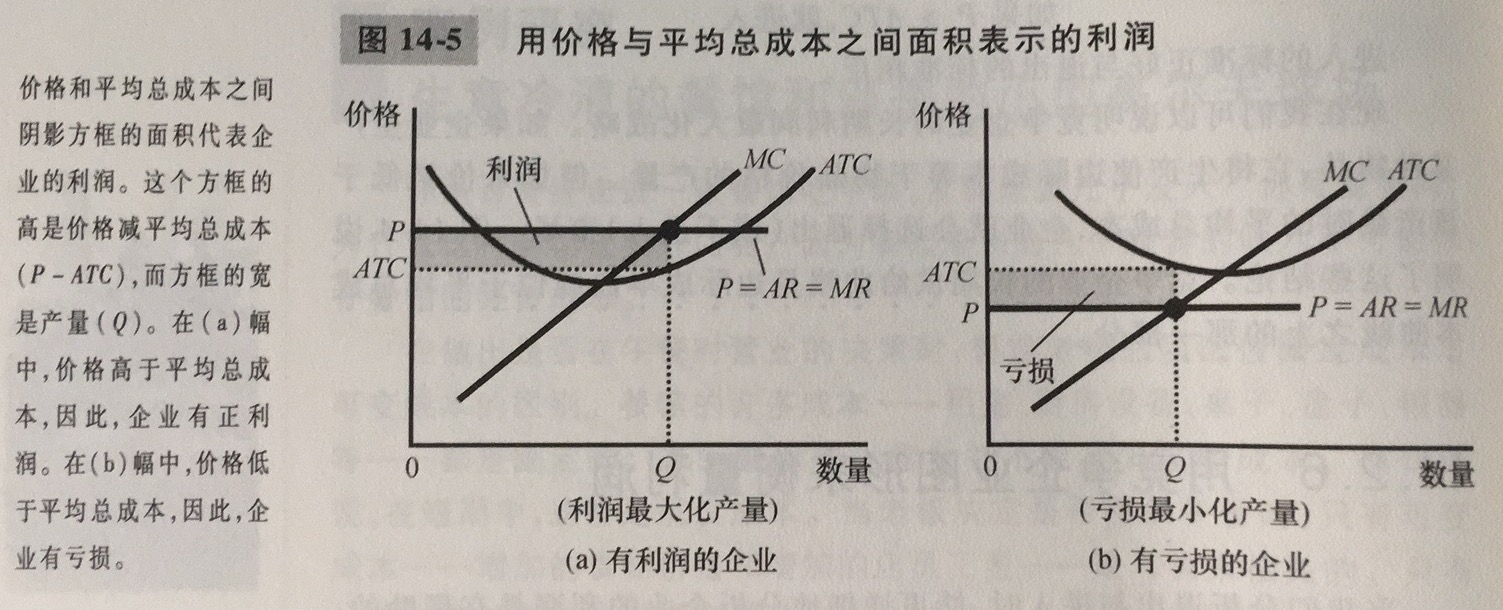 图 14-5 用价格与平均总成本之间面积表示的利润
价格和平均总成本之间
阴影方框的面积代表企
业的利润。这个方框的
高是价格减平均总成本
(P-ATC),而方框的宽
是产量(Q)。在(a)幅
中,价格高于平均总成
本,因此,企业有正利
润。在(b)幅中,价格低
于平均总成本,因此,企
业有亏损。
价格
利润
MC
ATC
P
ATC
P=AR=MR
0
Q
数量
(利润最大化产量)
(a) 有利润的企业
价格
MC
ATC
ATC
P
P=AR=MR
亏损
0
Q
数量
(亏损最小化产量)
(b) 有亏损的企业